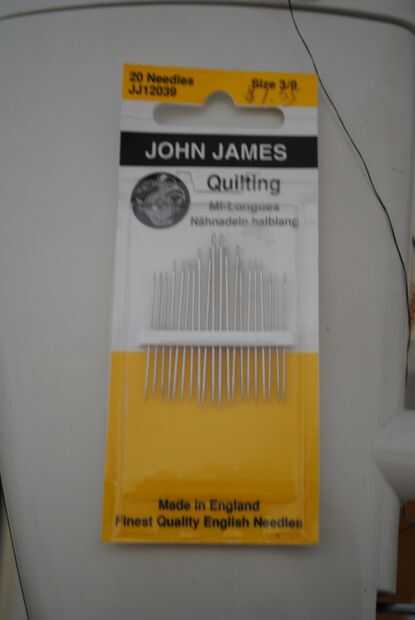 20 Needles
JJ12039
Size 3/9
JOHN JAMES
Quilting
Mi-Longues
Nähnadeln halblang
Made in England
Finest Quality English Needles